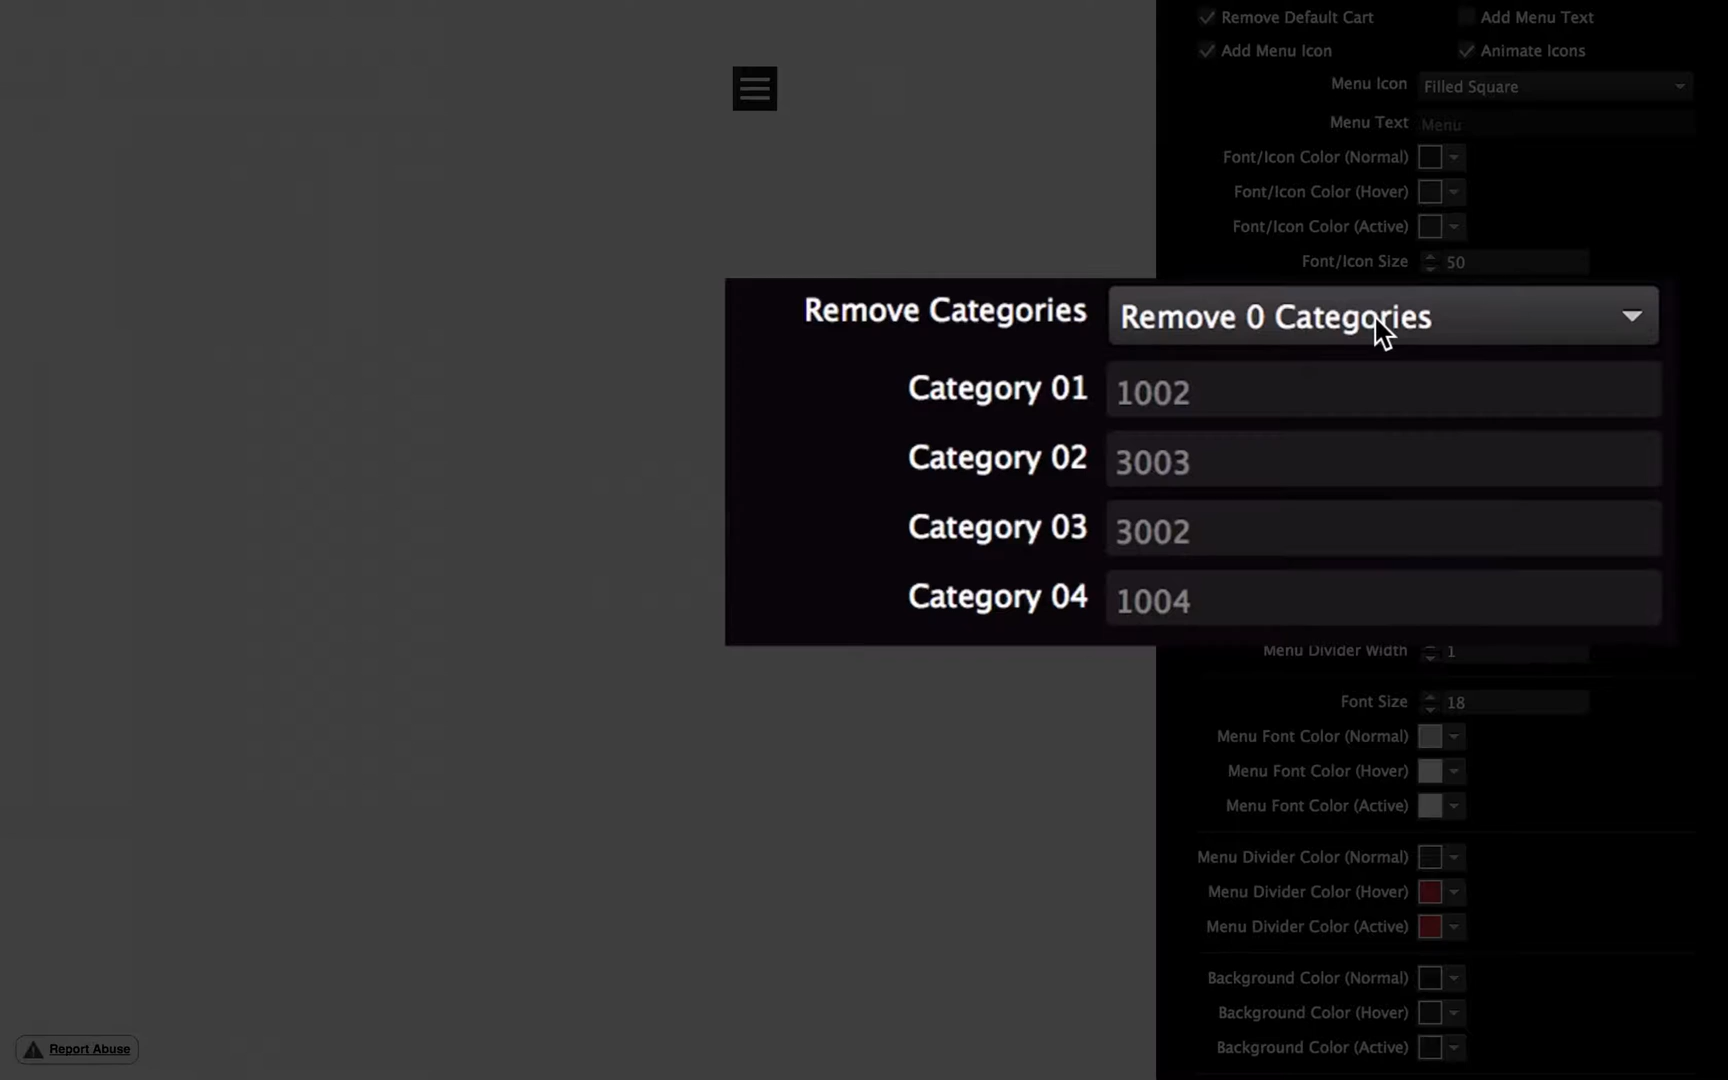 Remove Default Cart
Add Menu Text
Add Menu Icon
Animate Icons
Menu Icon Filled Square
Menu Text Menu
Font/Icon Color (Normal)
Font/Icon Color (Hover)
Font/Icon Color (Active)
Font/Icon Size 50
Remove Categories Remove 0 Categories
Category 01 1002
Category 02 3003
Category 03 3002
Category 04 1004
Menu Divider Width 1
Font Size 18
Menu Font Color (Normal)
Menu Font Color (Hover)
Menu Font Color (Active)
Menu Divider Color (Normal)
Menu Divider Color (Hover)
Menu Divider Color (Active)
Background Color (Normal)
Background Color (Hover)
Background Color (Active)
Report Abuse